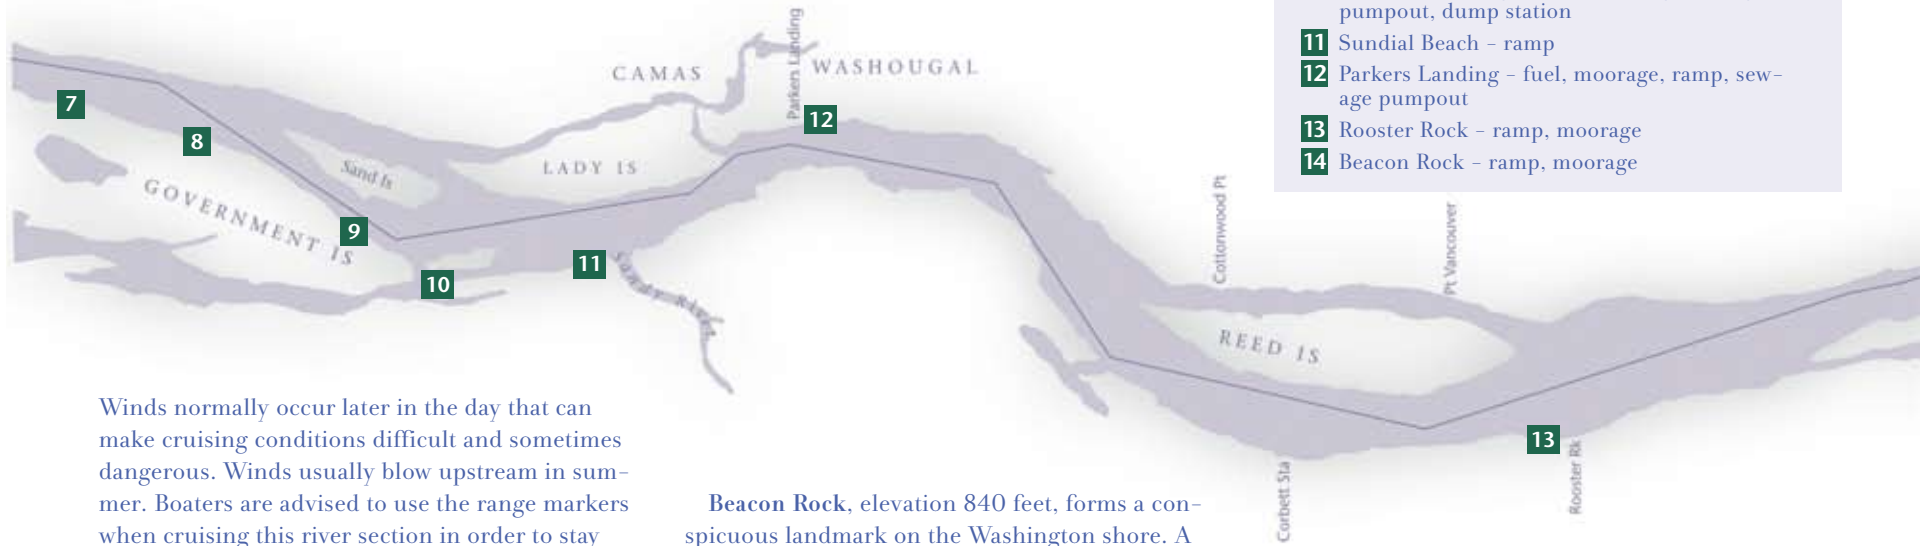 pumpout, dump station
11 Sundial Beach – ramp
12 Parkers Landing – fuel, moorage, ramp, sew-
age pumpout
13 Rooster Rock – ramp, moorage
14 Beacon Rock – ramp, moorage
Parkers Landing
CAMAS
WASHOUGAL
7
8
12
Sand Is
LADY IS
GOVERNMENT IS
9
10
11
Sandy River
Cottonwood Pt
Pt Vancouver
REED IS
13
Corbett Sta
Rooster Rk
Winds normally occur later in the day that can
make cruising conditions difficult and sometimes
dangerous. Winds usually blow upstream in sum-
mer. Boaters are advised to use the range markers
when cruising this river section in order to stay
Beacon Rock, elevation 840 feet, forms a con-
spicuous landmark on the Washington shore. A